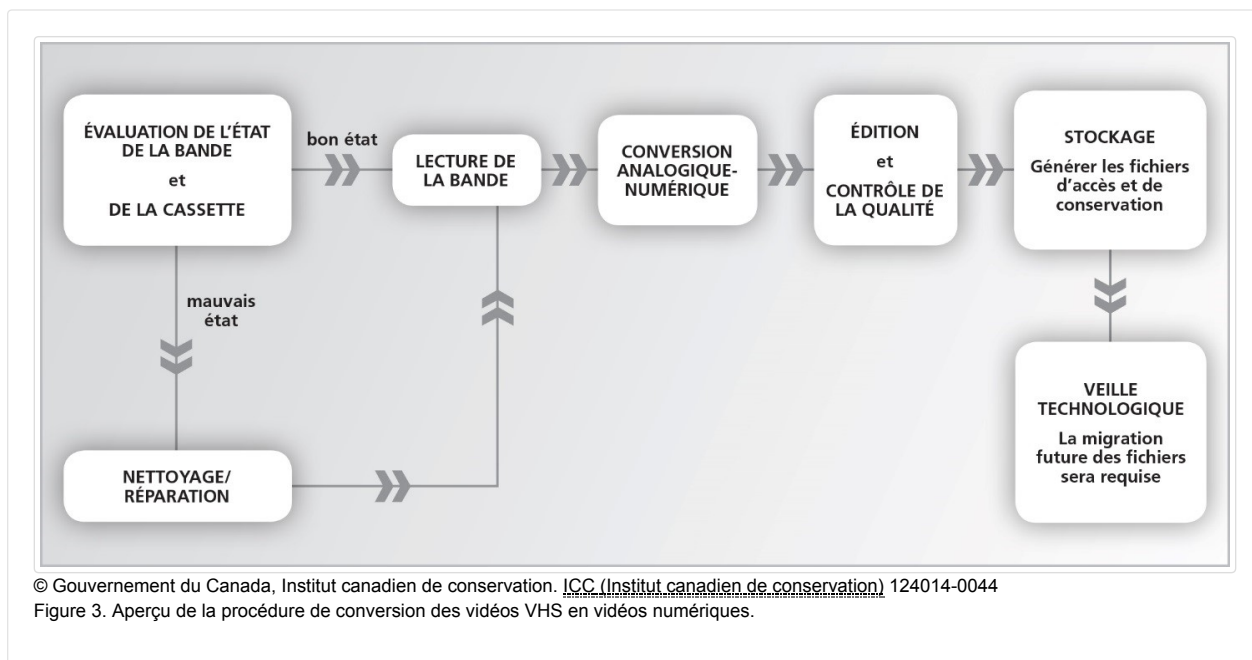 ÉVALUATION DE L'ÉTAT
DE LA BANDE
et
DE LA CASSETTE
bon état
LECTURE DE
LA BANDE
CONVERSION
ANALOGIQUE-
NUMÉRIQUE
ÉDITION
et
CONTRÔLE DE
LA QUALITÉ
STOCKAGE
Générer les fichiers
d'accès et de
conservation
mauvais
état
NETTOYAGE/
RÉPARATION
VEILLE
TECHNOLOGIQUE
La migration
future des fichiers
sera requise
© Gouvernement du Canada, Institut canadien de conservation. ICC (Institut canadien de conservation) 124014-0044
Figure 3. Aperçu de la procédure de conversion des vidéos VHS en vidéos numériques.